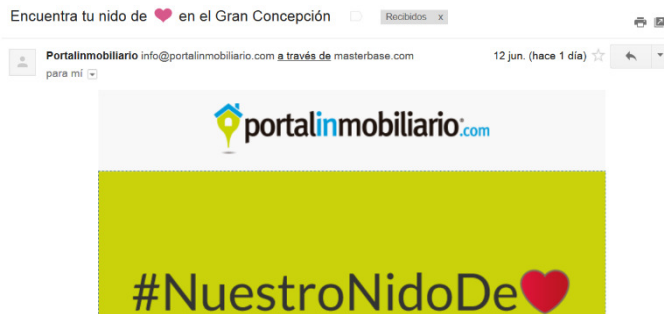 Encuentra tu nido de ❤ en el Gran Concepción Recibidos x
Portalinmobiliario info@portalinmobiliario.com a través de masterbase.com 12 jun. (hace 1 día)
para mí
portalinmobiliario.com
#NuestroNidoDe❤